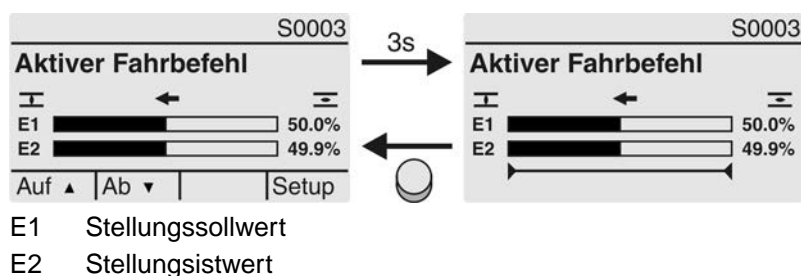 S0003
Aktiver Fahrbefehl
E1 50.0%
E2 49.9%
Auf ▲ Ab ▼ Setup
3s
S0003
Aktiver Fahrbefehl
E1 50.0%
E2 49.9%
E1 Stellungssollwert
E2 Stellungsistwert